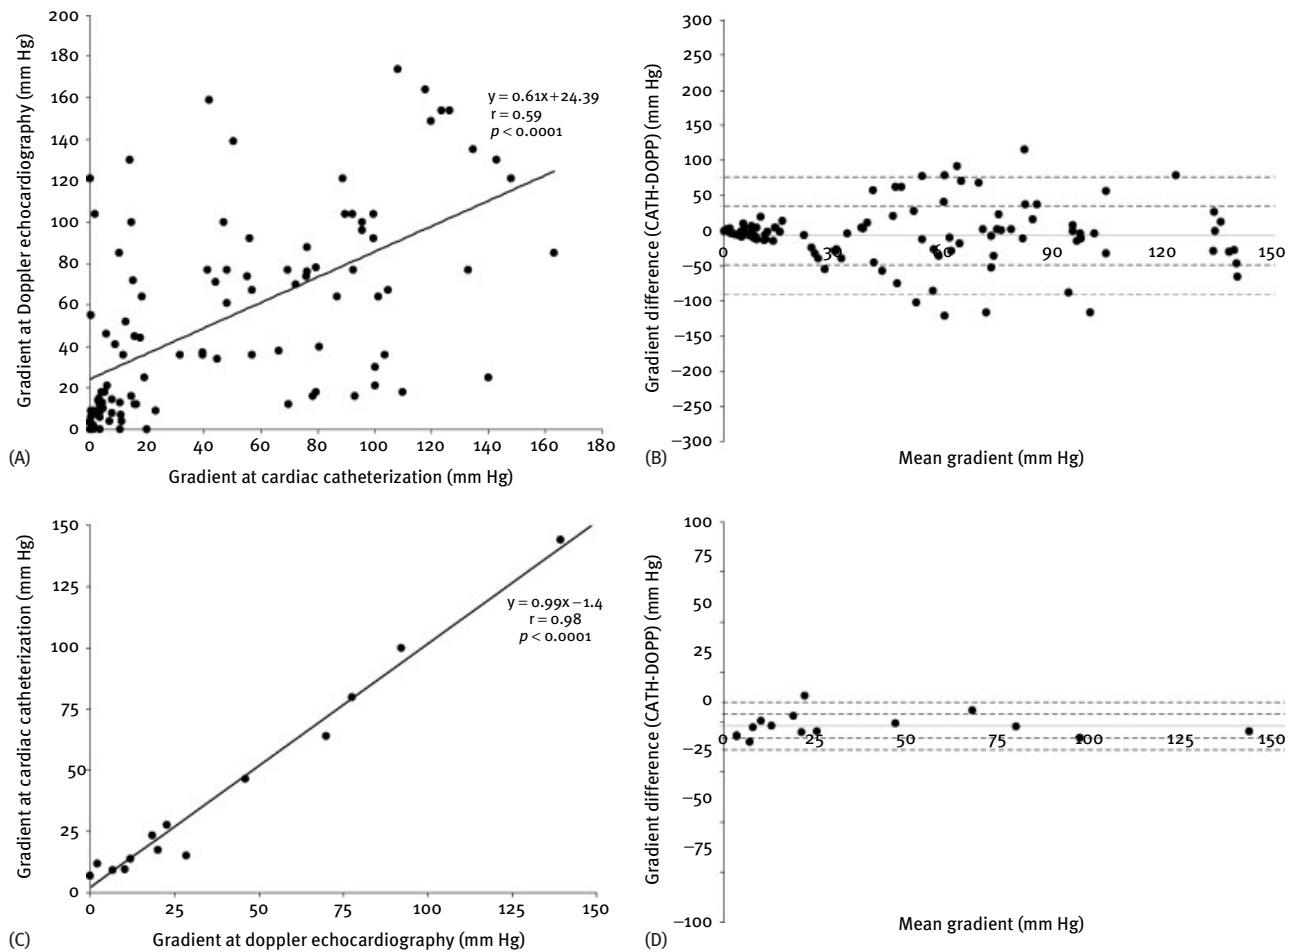 200
180
160
140
120
100
80
60
40
20
0
Gradient at Doppler echocardiography (mm Hg)
y = 0.61x+24.39
r = 0.59
p < 0.0001
0 20 40 60 80 100 120 140 160 180
(A)
Gradient at cardiac catheterization (mm Hg)
300
250
200
150
100
50
0
−50
−100
−150
−200
−250
−300
Gradient difference (CATH-DOPP) (mm Hg)
0 30 60 90 120 150
(B)
Mean gradient (mm Hg)
150
125
100
75
50
25
0
Gradient at cardiac catheterization (mm Hg)
y = 0.99x−1.4
r = 0.98
p < 0.0001
0 25 50 75 100 125 150
(C)
Gradient at doppler echocardiography (mm Hg)
100
75
50
25
0
−25
−50
−75
−100
Gradient difference (CATH-DOPP) (mm Hg)
0 25 50 75 100 125 150
(D)
Mean gradient (mm Hg)